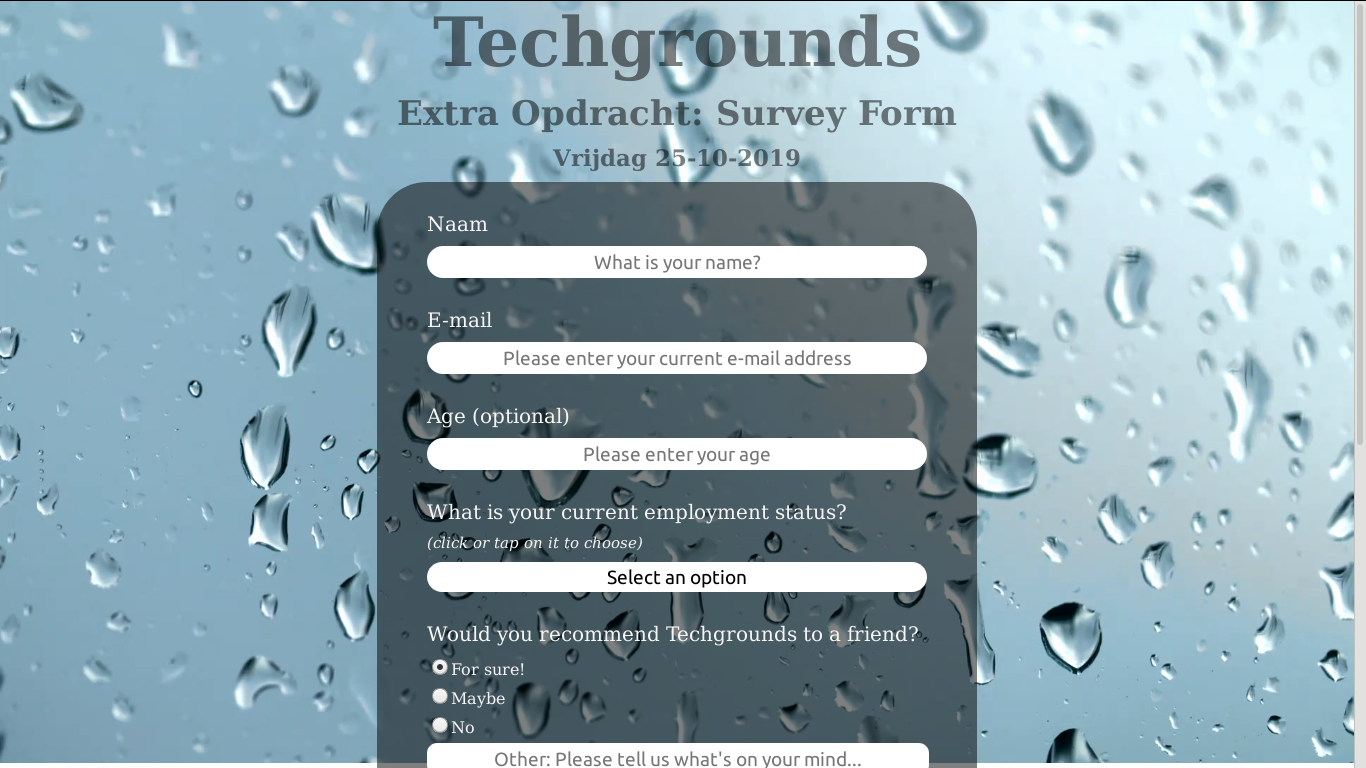 Techgrounds
Extra Opdracht: Survey Form
Vrijdag 25-10-2019
Naam
What is your name?
E-mail
Please enter your current e-mail address
Age (optional)
Please enter your age
What is your current employment status?
(click or tap on it to choose)
Select an option
Would you recommend Techgrounds to a friend?
For sure!
Maybe
No
Other: Please tell us what's on your mind...